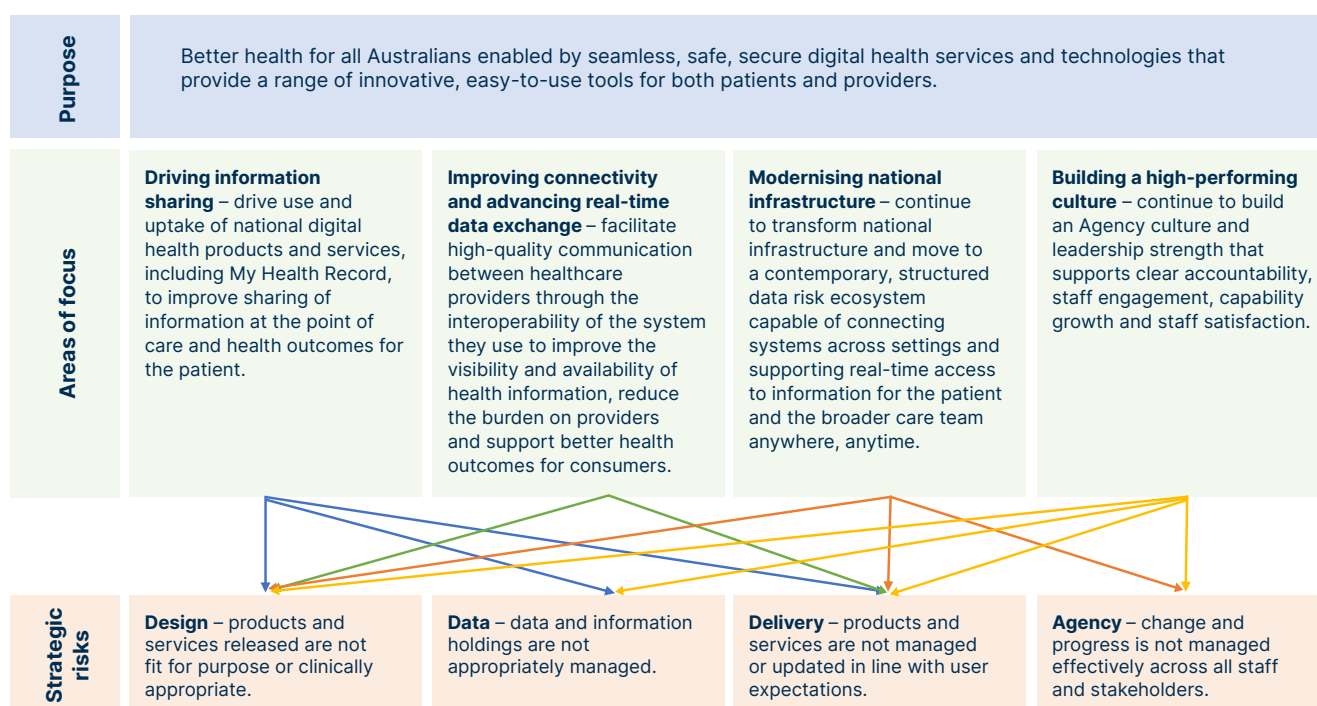 Purpose
Better health for all Australians enabled by seamless, safe, secure digital health services and technologies that
provide a range of innovative, easy-to-use tools for both patients and providers.
Areas of focus
Driving information
sharing – drive use and
uptake of national digital
health products and services,
including My Health Record,
to improve sharing of
information at the point of
care and health outcomes for
the patient.
Improving connectivity
and advancing real-time
data exchange – facilitate
high-quality communication
between healthcare
providers through the
interoperability of the system
they use to improve the
visibility and availability of
health information, reduce
the burden on providers
and support better health
outcomes for consumers.
Modernising national
infrastructure – continue
to transform national
infrastructure and move to
a contemporary, structured
data risk ecosystem
capable of connecting
systems across settings and
supporting real-time access
to information for the patient
and the broader care team
anywhere, anytime.
Building a high-performing
culture – continue to build
an Agency culture and
leadership strength that
supports clear accountability,
staff engagement, capability
growth and staff satisfaction.
Strategic
risks
Design – products and
services released are not
fit for purpose or clinically
appropriate.
Data – data and information
holdings are not
appropriately managed.
Delivery – products and
services are not managed
or updated in line with user
expectations.
Agency – change and
progress is not managed
effectively across all staff
and stakeholders.